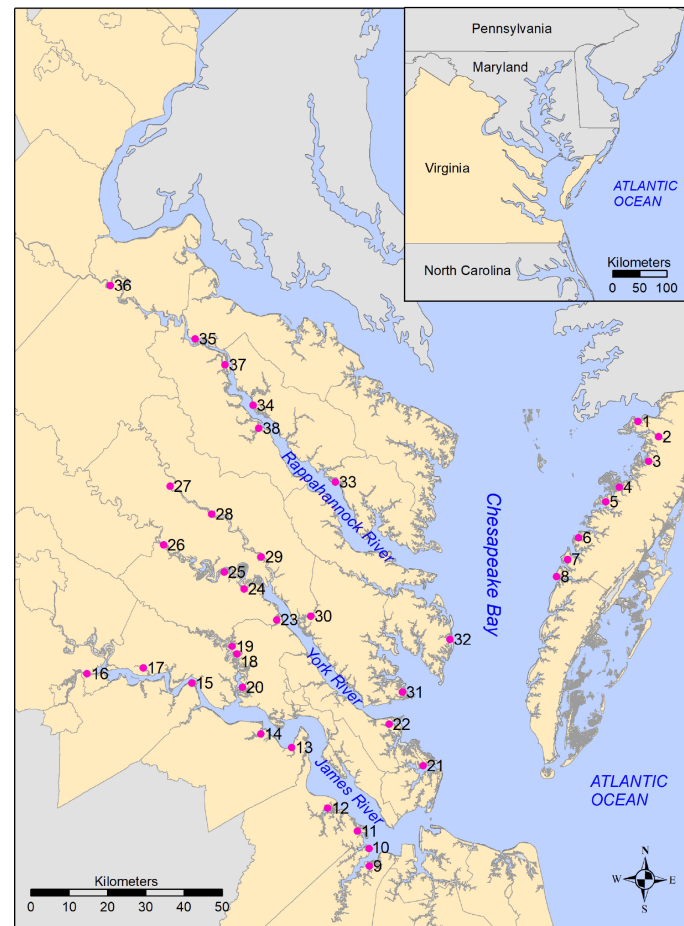 Pennsylvania
Maryland
Virginia
ATLANTIC
OCEAN
North Carolina
Kilometers
0 50 100
36
35
37
34
38
33
Rappahannock River
1
2
3
4
5
6
7
8
Chesapeake Bay
27
28
26
25
29
24
23
30
32
19
18
16
17
15
20
York River
31
22
14
13
21
James River
12
11
10
9
ATLANTIC
OCEAN
N
W E
S
Kilometers
0 10 20 30 40 50